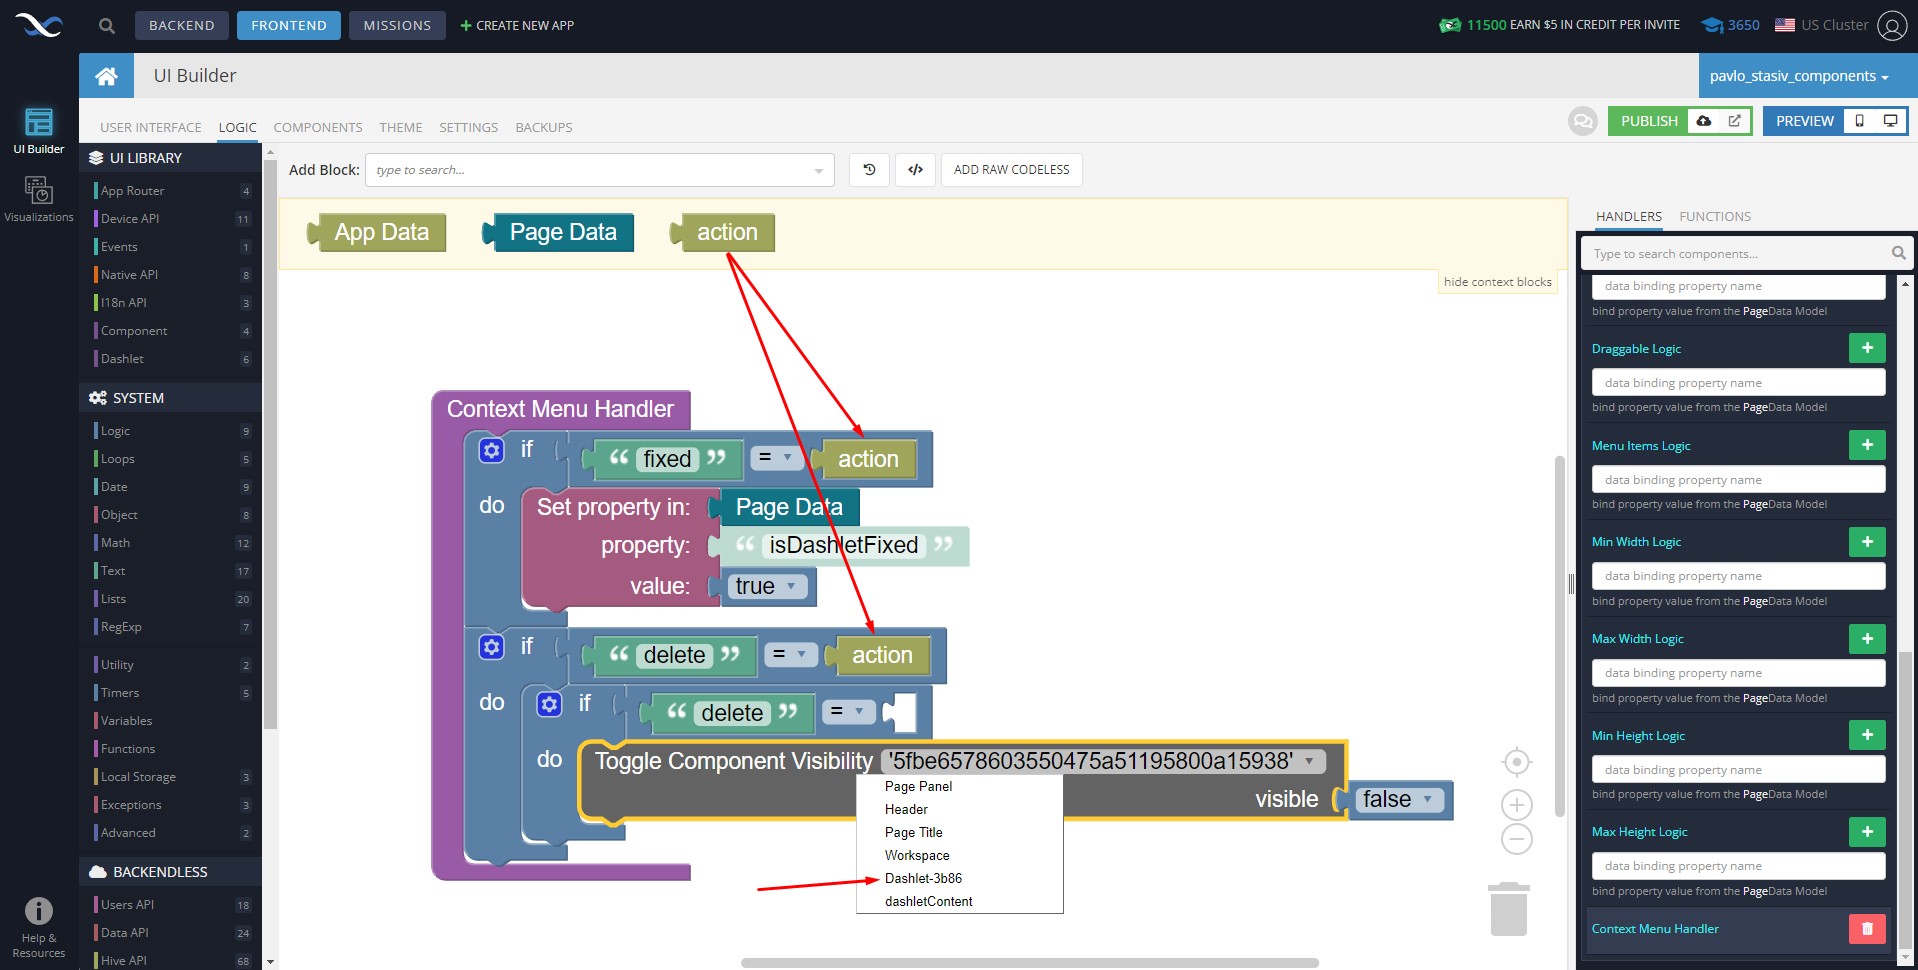 BACKEND
FRONTEND
MISSIONS
CREATE NEW APP
11500 EARN $5 IN CREDIT PER INVITE
3650
US Cluster
UI Builder
pavlo_stasiv_components
UI Builder
Visualizations
Help &
Resources
USER INTERFACE
LOGIC
COMPONENTS
THEME
SETTINGS
BACKUPS
PUBLISH
PREVIEW
UI LIBRARY
App Router 4
Device API 11
Events 1
Native API 8
I18n API 3
Component 4
Dashlet 6
SYSTEM
Logic 9
Loops 5
Date 9
Object 8
Math 12
Text 17
Lists 20
RegExp 7
Utility 2
Timers 5
Variables
Functions
Local Storage 3
Exceptions 3
Advanced 2
BACKENDLESS
Users API 18
Data API 24
Hive API 68
Add Block:
type to search...
ADD RAW CODELESS
App Data
Page Data
action
hide context blocks
Context Menu Handler
if “ fixed ” = action
do Set property in: Page Data
property: “ isDashletFixed ”
value: true
if “ delete ” = action
do if “ delete ” =
do Toggle Component Visibility '5fbe6578603550475a51195800a15938'
visible false
Page Panel
Header
Page Title
Workspace
Dashlet-3b86
dashletContent
HANDLERS
FUNCTIONS
Type to search components...
data binding property name
bind property value from the PageData Model
Draggable Logic
data binding property name
bind property value from the PageData Model
Menu Items Logic
data binding property name
bind property value from the PageData Model
Min Width Logic
data binding property name
bind property value from the PageData Model
Max Width Logic
data binding property name
bind property value from the PageData Model
Min Height Logic
data binding property name
bind property value from the PageData Model
Max Height Logic
data binding property name
bind property value from the PageData Model
Context Menu Handler